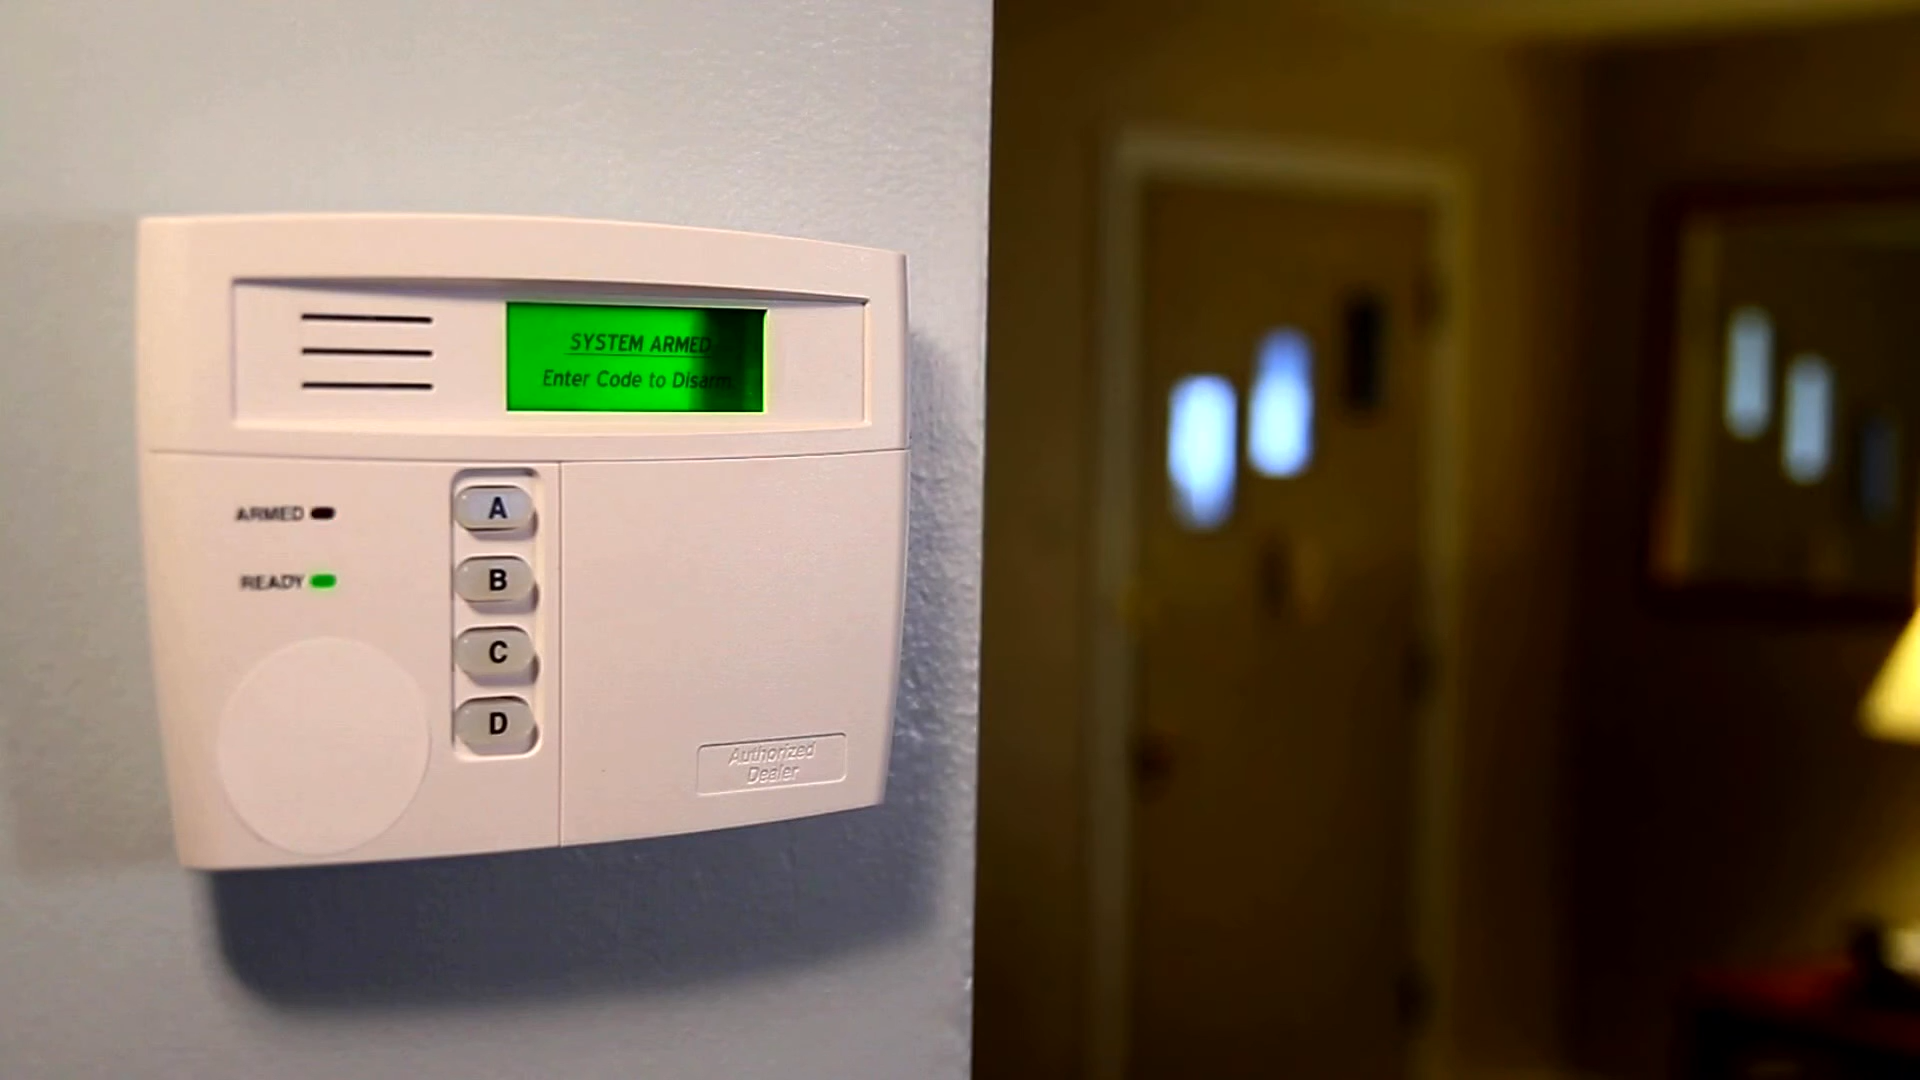 SYSTEM ARMED
Enter Code to Disarm
ARMED
READY
A
B
C
D
Authorized
Dealer